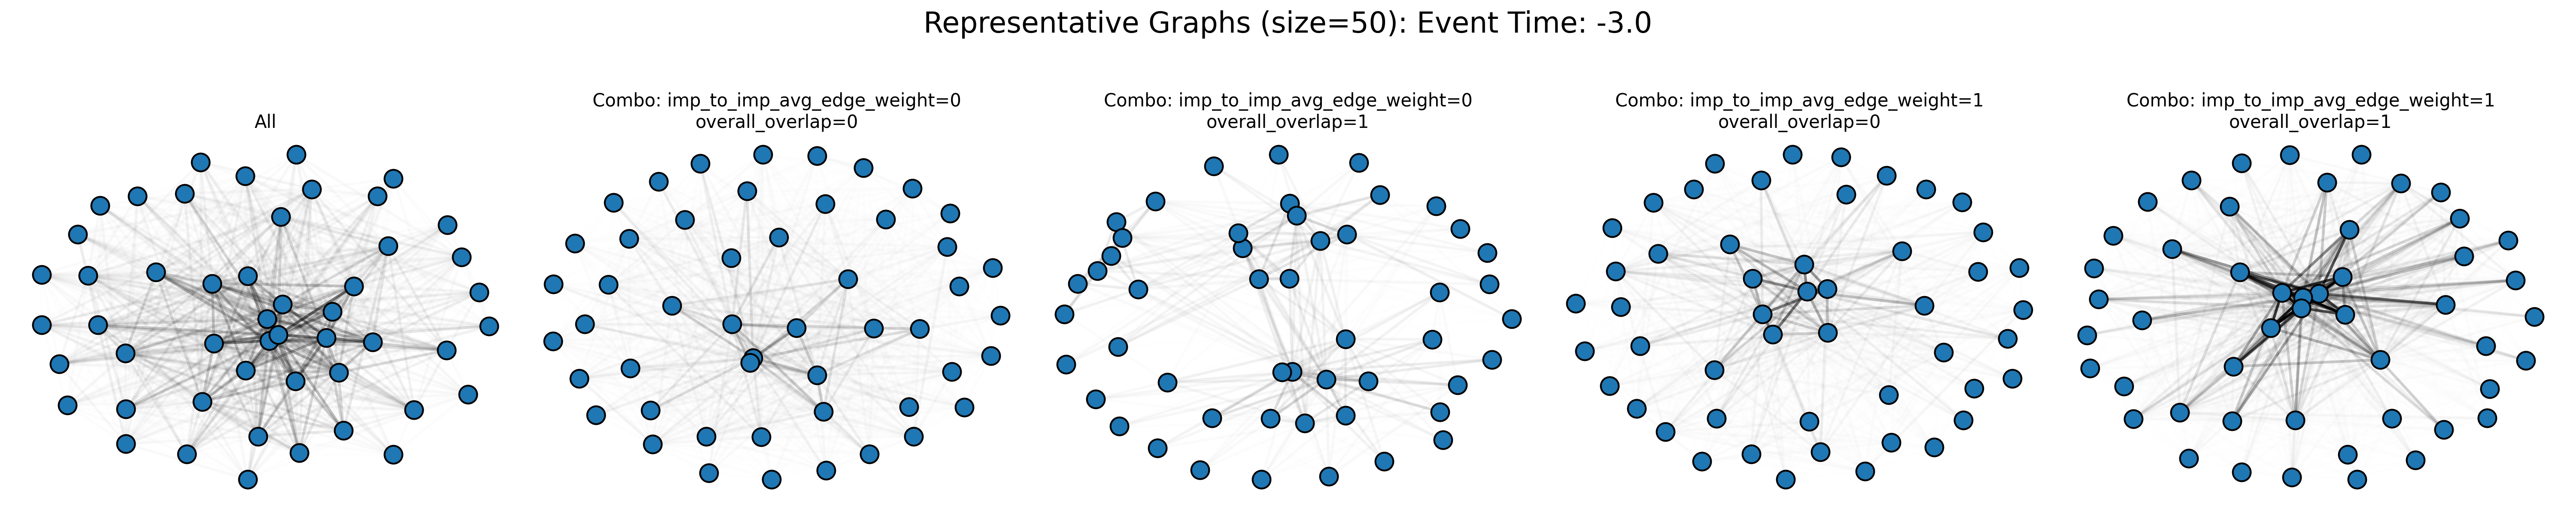 Representative Graphs (size=50): Event Time: -3.0
All
Combo: imp_to_imp_avg_edge_weight=0
overall_overlap=0
Combo: imp_to_imp_avg_edge_weight=0
overall_overlap=1
Combo: imp_to_imp_avg_edge_weight=1
overall_overlap=0
Combo: imp_to_imp_avg_edge_weight=1
overall_overlap=1